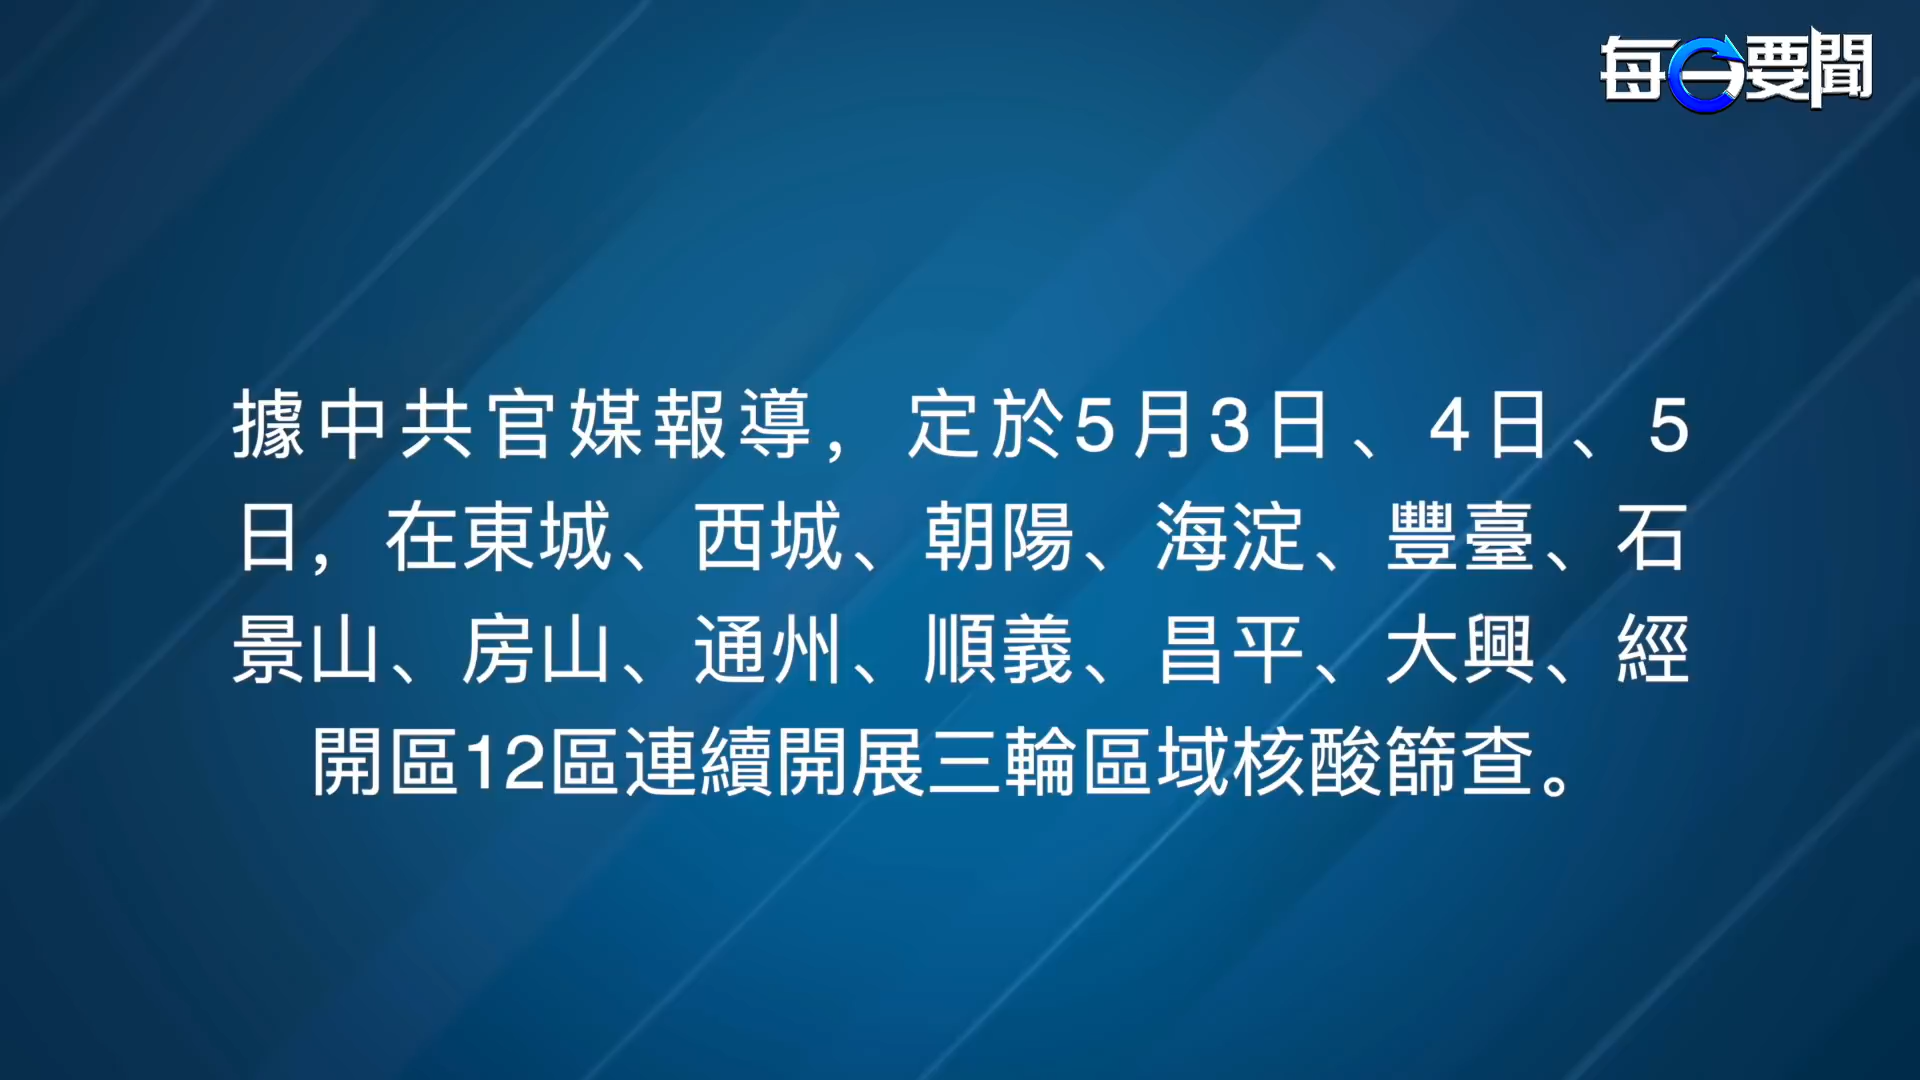 每日要聞
據中共官媒報導，定於5月3日、4日、5
日，在東城、西城、朝陽、海淀、豐臺、石
景山、房山、通州、順義、昌平、大興、經
開區12區連續開展三輪區域核酸篩查。